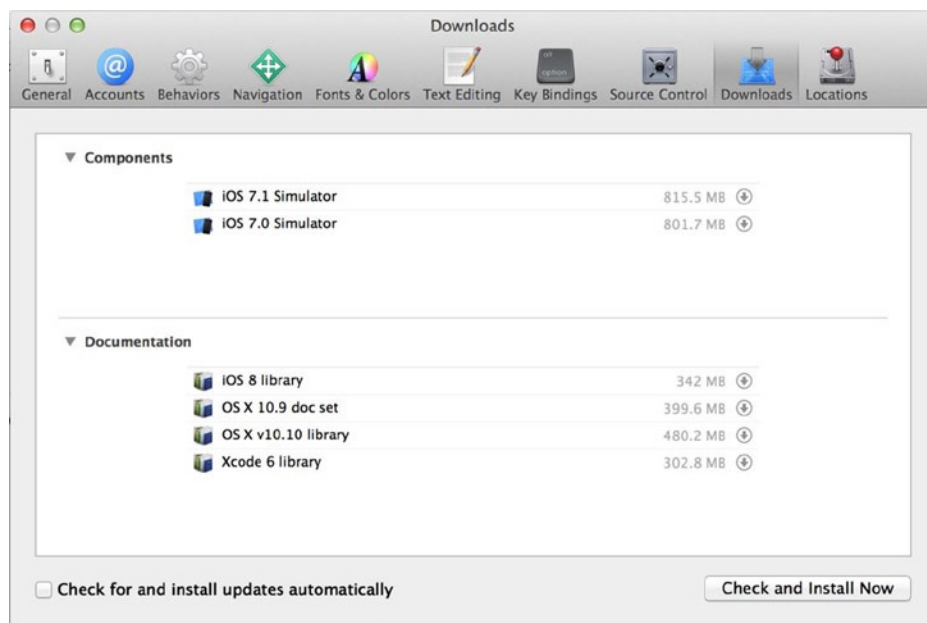 Downloads
General Accounts Behaviors Navigation Fonts & Colors Text Editing Key Bindings Source Control Downloads Locations
Components
iOS 7.1 Simulator 815.5 MB
iOS 7.0 Simulator 801.7 MB
Documentation
iOS 8 library 342 MB
OS X 10.9 doc set 399.6 MB
OS X v10.10 library 480.2 MB
Xcode 6 library 302.8 MB
Check for and install updates automatically Check and Install Now